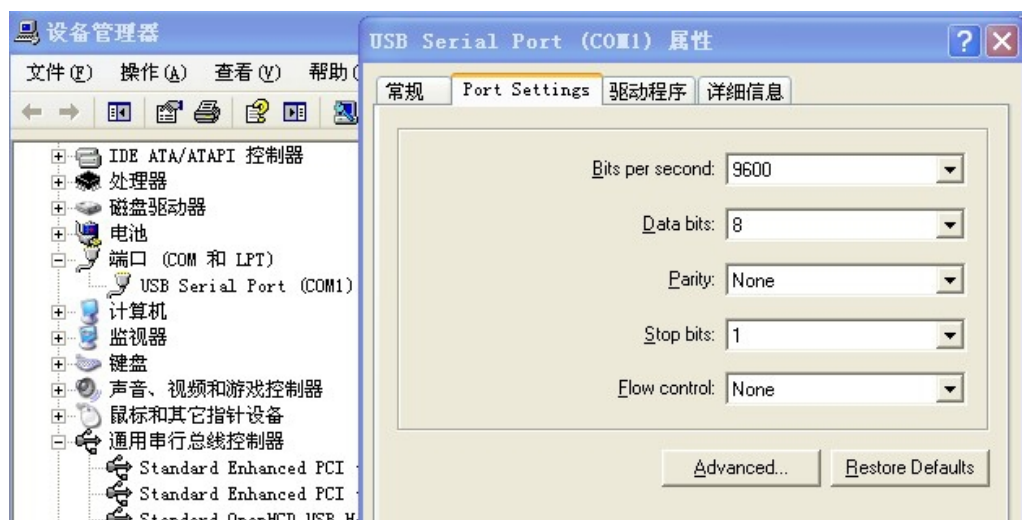 设备管理器
文件(F) 操作(A) 查看(V) 帮助(
IDE ATA/ATAPI 控制器
处理器
磁盘驱动器
电池
端口 (COM 和 LPT)
USB Serial Port (COM1)
计算机
监视器
键盘
声音、视频和游戏控制器
鼠标和其它指针设备
通用串行总线控制器
Standard Enhanced PCI
Standard Enhanced PCI
Standard OpenHCD USB H
USB Serial Port (COM1) 属性
常规 Port Settings 驱动程序 详细信息
Bits per second: 9600
Data bits: 8
Parity: None
Stop bits: 1
Flow control: None
Advanced... Restore Defaults